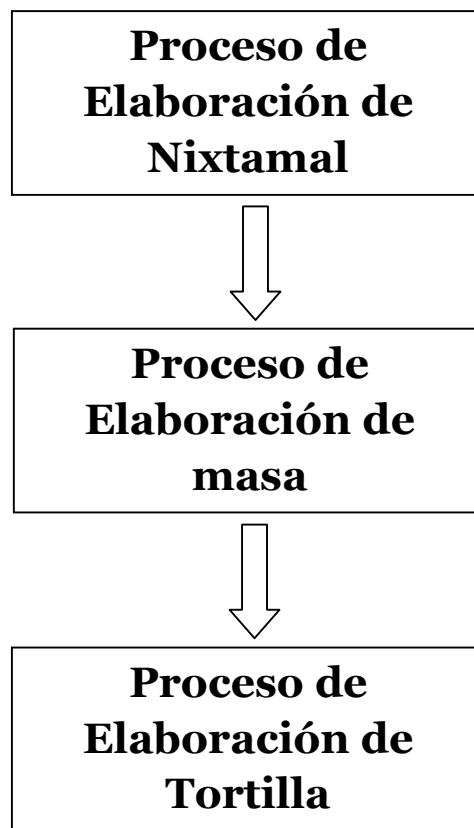 Proceso de
Elaboración de
Nixtamal
Proceso de
Elaboración de
masa
Proceso de
Elaboración de
Tortilla